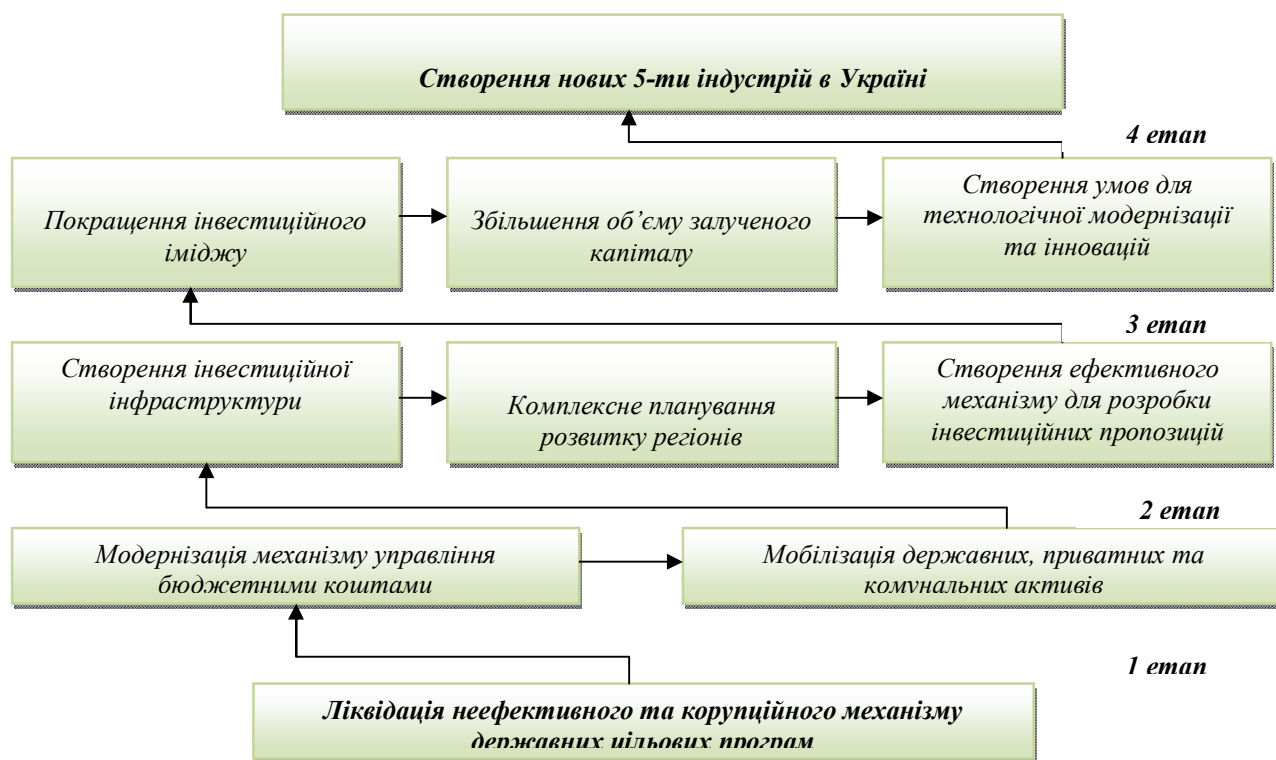 Створення нових 5-ти індустрій в Україні
4 етап
Покращення інвестиційного
іміджу
Збільшення об’єму залученого
капіталу
Створення умов для
технологічної модернізації
та інновацій
3 етап
Створення інвестиційної
інфраструктури
Комплексне планування
розвитку регіонів
Створення ефективного
механізму для розробки
інвестиційних пропозицій
2 етап
Модернізація механізму управління
бюджетними коштами
Мобілізація державних, приватних та
комунальних активів
1 етап
Ліквідація неефективного та корупційного механізму
державних цільових програм